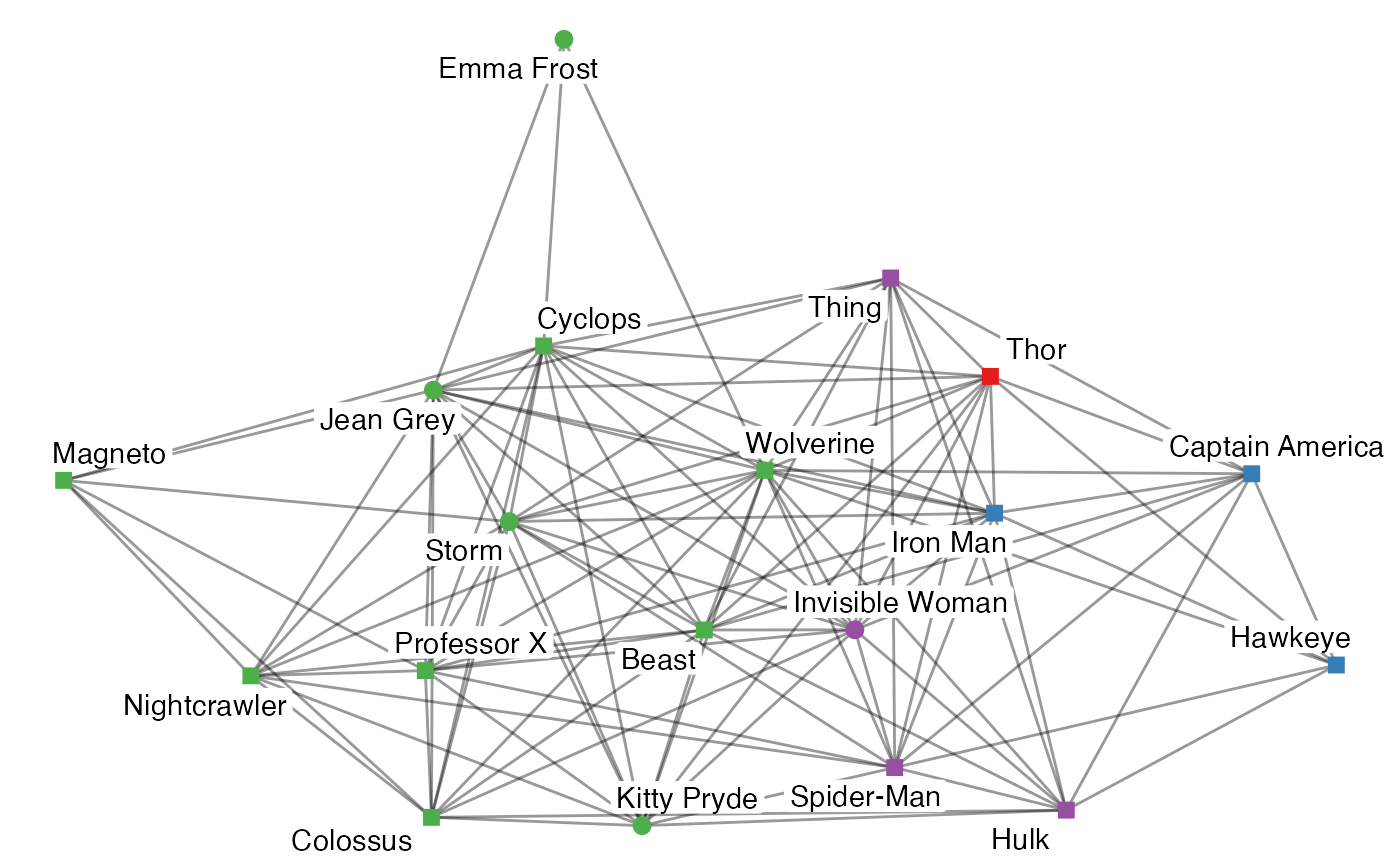 Emma Frost
Thing
Cyclops
Thor
Jean Grey
Wolverine
Captain America
Magneto
Storm
Iron Man
Invisible Woman
Professor X
Beast
Hawkeye
Nightcrawler
Kitty Pryde
Spider-Man
Colossus
Hulk